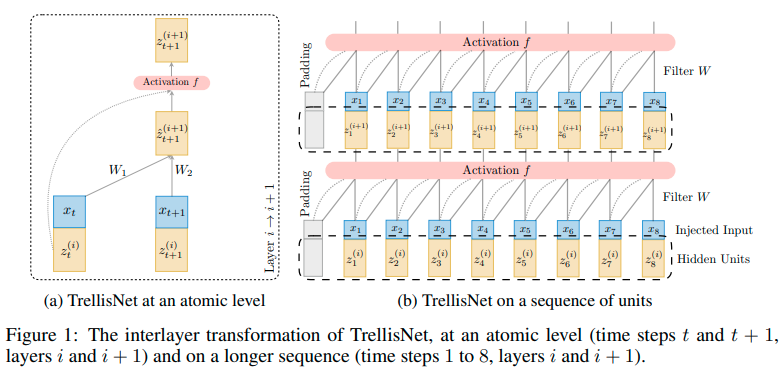 z_{t+1}^{(i+1)}
Activation f
ẑ_{t+1}^{(i+1)}
W_1 W_2
x_t x_{t+1}
z_t^{(i)} z_{t+1}^{(i)}
Layer i → i + 1
(a) TrellisNet at an atomic level
Activation f
Padding
Filter W
x_1 x_2 x_3 x_4 x_5 x_6 x_7 x_8
z_1^{(i+1)} z_2^{(i+1)} z_3^{(i+1)} z_4^{(i+1)} z_5^{(i+1)} z_6^{(i+1)} z_7^{(i+1)} z_8^{(i+1)}
Activation f
Padding
Filter W
x_1 x_2 x_3 x_4 x_5 x_6 x_7 x_8 Injected Input
z_1^{(i)} z_2^{(i)} z_3^{(i)} z_4^{(i)} z_5^{(i)} z_6^{(i)} z_7^{(i)} z_8^{(i)} Hidden Units
(b) TrellisNet on a sequence of units
Figure 1: The interlayer transformation of TrellisNet, at an atomic level (time steps t and t + 1,
layers i and i + 1) and on a longer sequence (time steps 1 to 8, layers i and i + 1).